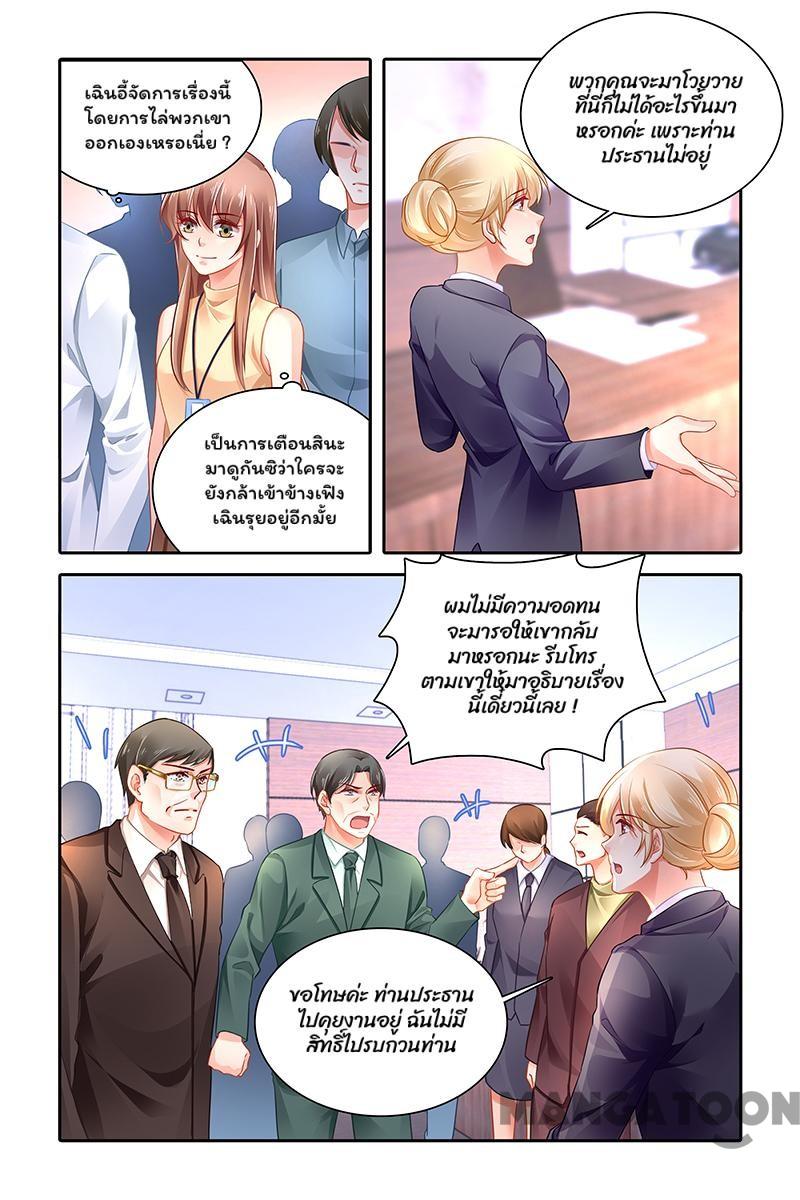 เฉินอี้จัดการเรื่องนี้
โดยการไล่พวกเขา
ออกเองเหรอเนี่ย ?
พวกคุณจะมาโวยวาย
ที่นี่ก็ไม่ได้อะไรขึ้นมา
หรอกค่ะ เพราะท่าน
ประธานไม่อยู่
เป็นการเตือนสินะ
มาดูกันซิว่าใครจะ
ยังกล้าเข้าข้างเฟิง
เฉินรุยอยู่อีกมั้ย
ผมไม่มีความอดทน
จะมารอให้เขากลับ
มาหรอกนะ รีบโทร
ตามเขาให้มาอธิบายเรื่อง
นี้เดี๋ยวนี้เลย !
ขอโทษค่ะ ท่านประธาน
ไปคุยงานอยู่ ฉันไม่มี
สิทธิ์ไปรบกวนท่าน
MANGATOON